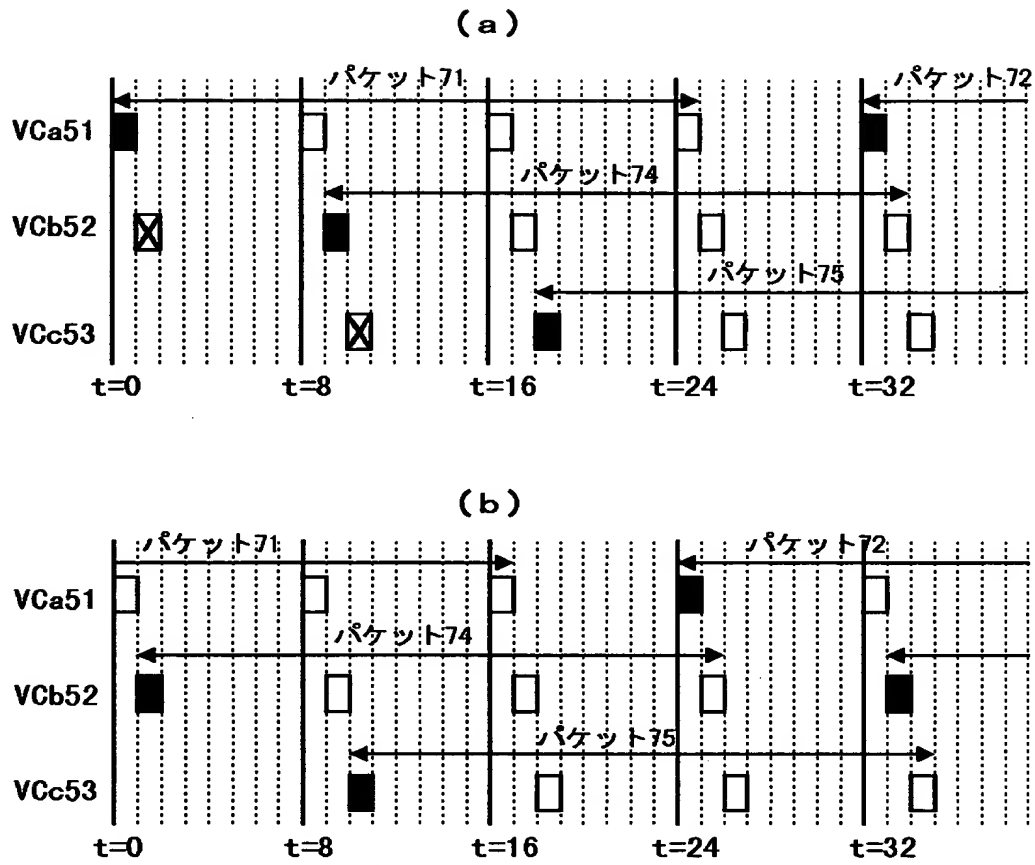 (a)
パケット71
パケット72
VCa51
パケット74
VCb52
パケット75
VCc53
t=0
t=8
t=16
t=24
t=32
(b)
パケット71
パケット72
VCa51
パケット74
VCb52
パケット75
VCc53
t=0
t=8
t=16
t=24
t=32